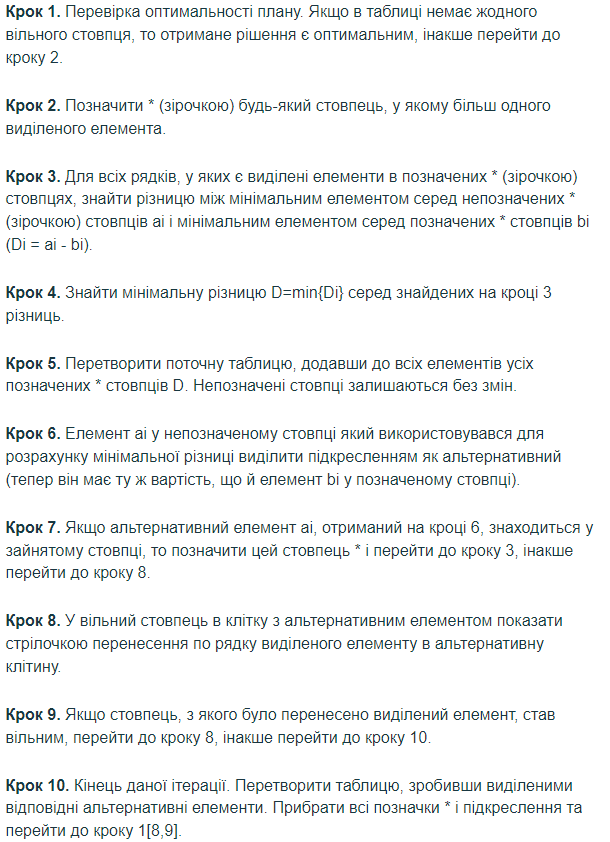 Крок 1. Перевірка оптимальності плану. Якщо в таблиці немає жодного
вільного стовпця, то отримане рішення є оптимальним, інакше перейти до
кроку 2.
Крок 2. Позначити * (зірочкою) будь-який стовпець, у якому більш одного
виділеного елемента.
Крок 3. Для всіх рядків, у яких є виділені елементи в позначених * (зірочкою)
стовпцях, знайти різницю між мінімальним елементом серед непозначених *
(зірочкою) стовпців ai і мінімальним елементом серед позначених * стовпців bi
(Di = ai - bi).
Крок 4. Знайти мінімальну різницю D=min{Di} серед знайдених на кроці 3
різниць.
Крок 5. Перетворити поточну таблицю, додавши до всіх елементів усіх
позначених * стовпців D. Непозначені стовпці залишаються без змін.
Крок 6. Елемент ai у непозначеному стовпці який використовувався для
розрахунку мінімальної різниці виділити підкресленням як альтернативний
(тепер він має ту ж вартість, що й елемент bi у позначеному стовпці).
Крок 7. Якщо альтернативний елемент ai, отриманий на кроці 6, знаходиться у
зайнятому стовпці, то позначити цей стовпець * і перейти до кроку 3, інакше
перейти до кроку 8.
Крок 8. У вільний стовпець в клітку з альтернативним елементом показати
стрілочкою перенесення по рядку виділеного елементу в альтернативну
клітину.
Крок 9. Якщо стовпець, з якого було перенесено виділений елемент, став
вільним, перейти до кроку 8, інакше перейти до кроку 10.
Крок 10. Кінець даної ітерації. Перетворити таблицю, зробивши виділеними
відповідні альтернативні елементи. Прибрати всі позначки * і підкреслення та
перейти до кроку 1[8,9].